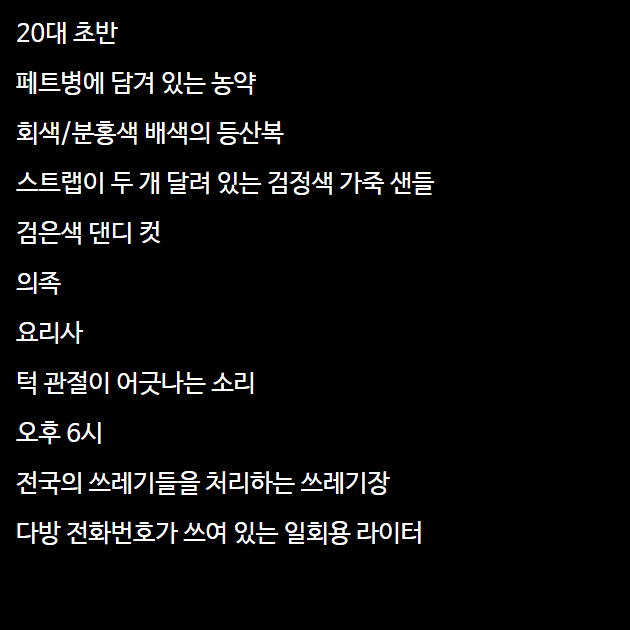 20대 초반
페트병에 담겨 있는 농약
회색/분홍색 배색의 등산복
스트랩이 두 개 달려 있는 검정색 가죽 샌들
검은색 댄디 컷
의족
요리사
턱 관절이 어긋나는 소리
오후 6시
전국의 쓰레기들을 처리하는 쓰레기장
다방 전화번호가 쓰여 있는 일회용 라이터